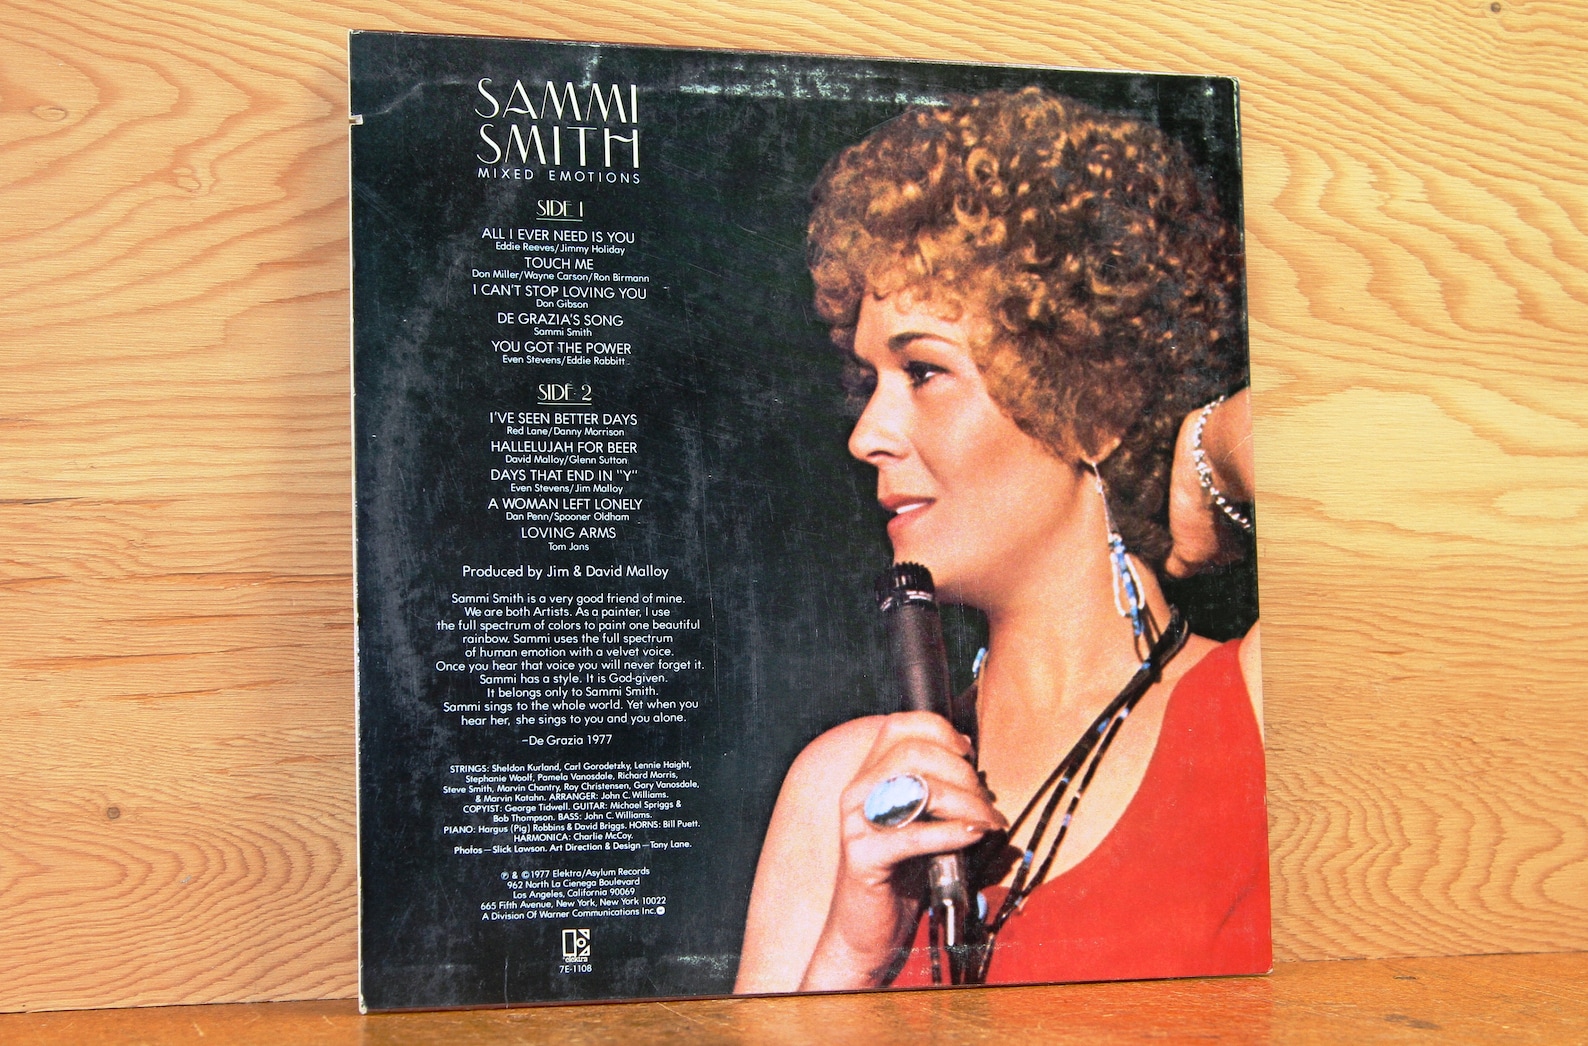 SAMMI
SMITH
MIXED EMOTIONS
SIDE 1
ALL I EVER NEED IS YOU
Eddie Reeves/Jimmy Holiday
TOUCH ME
Don Miller/Wayne Carson/Ron Birmann
I CAN'T STOP LOVING YOU
Don Gibson
DE GRAZIA'S SONG
Sammi Smith
YOU GOT THE POWER
Even Stevens/Eddie Rabbitt
SIDE 2
I'VE SEEN BETTER DAYS
Red Lane/Danny Morrison
HALLELUJAH FOR BEER
David Malloy/Glenn Sutton
DAYS THAT END IN "Y"
Even Stevens/Jim Malloy
A WOMAN LEFT LONELY
Dan Penn/Spooner Oldham
LOVING ARMS
Tom Jans
Produced by Jim & David Malloy
Sammi Smith is a very good friend of mine.
We are both Artists. As a painter, I use
the full spectrum of colors to paint one beautiful
rainbow. Sammi uses the full spectrum
of human emotion with a velvet voice.
Once you hear that voice you will never forget it.
Sammi has a style. It is God-given.
It belongs only to Sammi Smith.
Sammi sings to the whole world. Yet when you
hear her, she sings to you and you alone.
–De Grazia 1977
STRINGS: Sheldon Kurland, Carl Gorodetzky, Lennie Haight,
Stephanie Woolf, Pamela Vanosdale, Richard Morris,
Steve Smith, Marvin Chantry, Roy Christensen, Gary Vanosdale,
& Marvin Katahn. ARRANGER: John C. Williams.
COPYIST: George Tidwell. GUITAR: Michael Spriggs &
Bob Thompson. BASS: John C. Williams.
PIANO: Hargus (Pig) Robbins & David Briggs. HORNS: Bill Puett.
HARMONICA: Charlie McCoy.
Photos — Slick Lawson. Art Direction & Design — Tony Lane.
℗ & © 1977 Elektra/Asylum Records
962 North La Cienega Boulevard
Los Angeles, California 90069
665 Fifth Avenue, New York, New York 10022
A Division Of Warner Communications Inc.
elektra
7E-1108